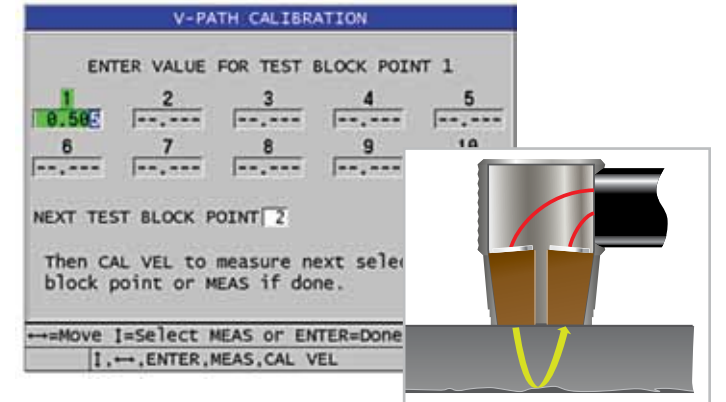 V-PATH CALIBRATION
ENTER VALUE FOR TEST BLOCK POINT 1
1 2 3 4 5
0.505 --.--- --.--- --.--- --.---
6 7 8 9 10
--.--- --.--- --.--- --.---
NEXT TEST BLOCK POINT 2
Then CAL VEL to measure next
block point or MEAS if done.
↔=Move I=Select MEAS or ENTER=Done
I,↔,ENTER,MEAS,CAL VEL